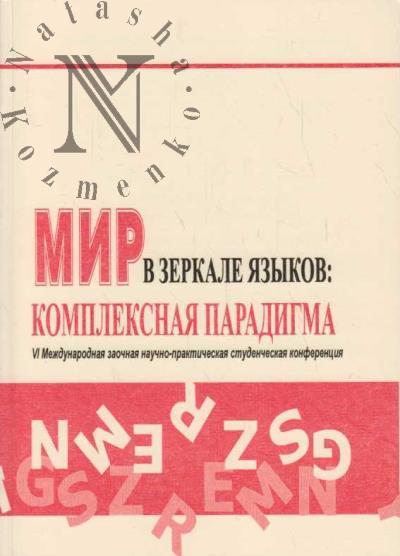 Natasha Kozmenko
N
МИР В ЗЕРКАЛЕ ЯЗЫКОВ:
КОМПЛЕКСНАЯ ПАРАДИГМА
VI Международная заочная научно-практическая студенческая конференция
N M E P Z S G
T G S Z R E M N T